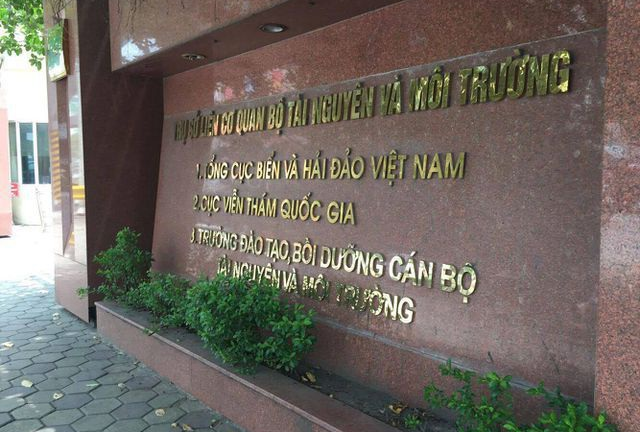 TRỤ SỞ LIÊN CƠ QUAN BỘ TÀI NGUYÊN VÀ MÔI TRƯỜNG
1. TỔNG CỤC BIỂN VÀ HẢI ĐẢO VIỆT NAM
2. CỤC VIỄN THÁM QUỐC GIA
3. TRƯỜNG ĐÀO TẠO, BỒI DƯỠNG CÁN BỘ
TÀI NGUYÊN VÀ MÔI TRƯỜNG